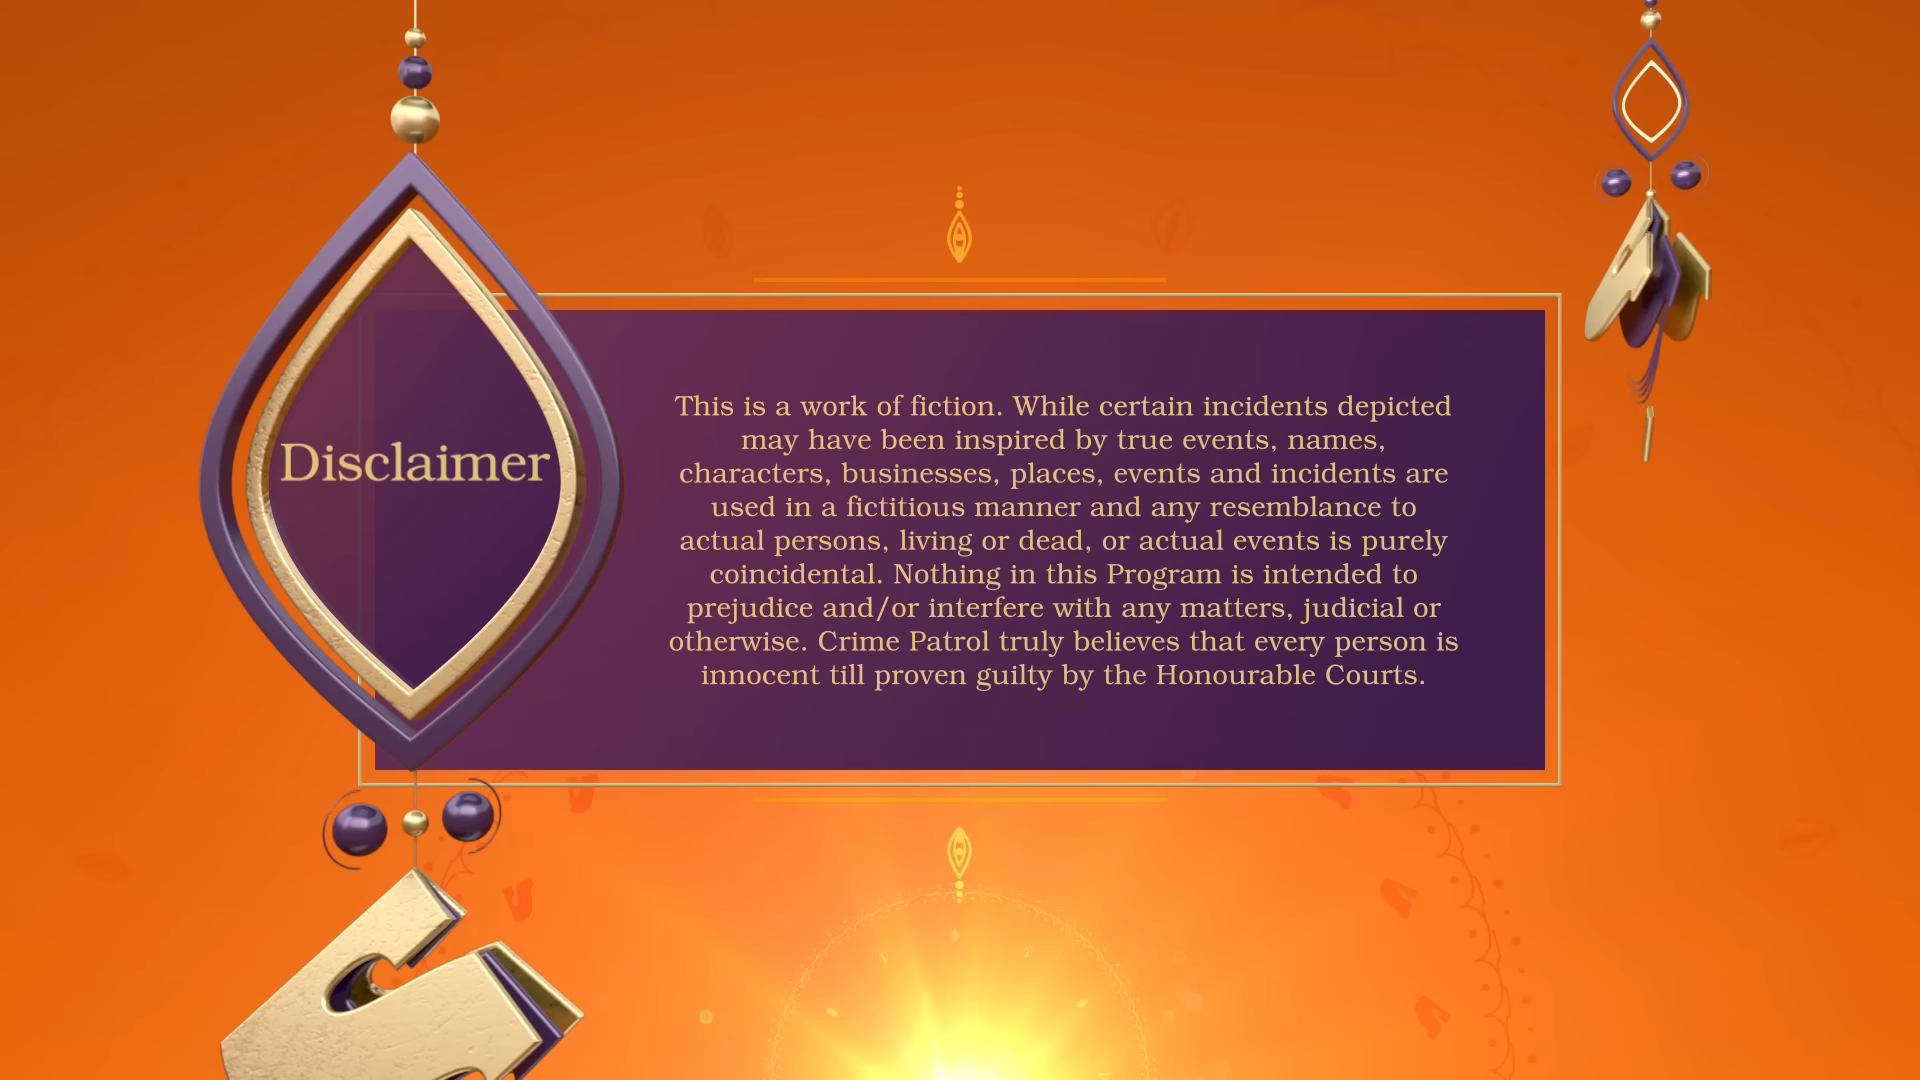 Disclaimer
This is a work of fiction. While certain incidents depicted
may have been inspired by true events, names,
characters, businesses, places, events and incidents are
used in a fictitious manner and any resemblance to
actual persons, living or dead, or actual events is purely
coincidental. Nothing in this Program is intended to
prejudice and/or interfere with any matters, judicial or
otherwise. Crime Patrol truly believes that every person is
innocent till proven guilty by the Honourable Courts.